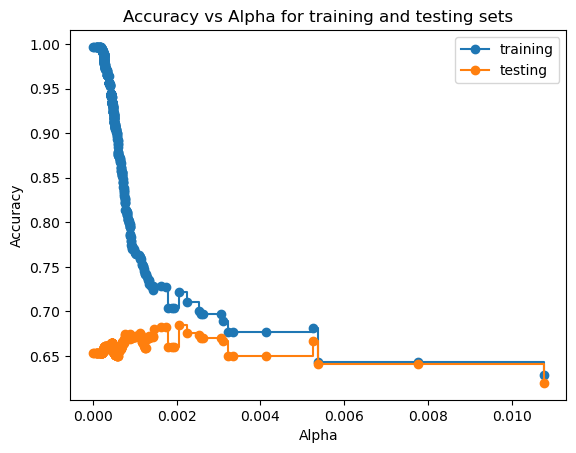 Accuracy vs Alpha for training and testing sets
1.00
0.95
0.90
0.85
0.80
0.75
0.70
0.65
Accuracy
training
testing
0.000
0.002
0.004
0.006
0.008
0.010
Alpha